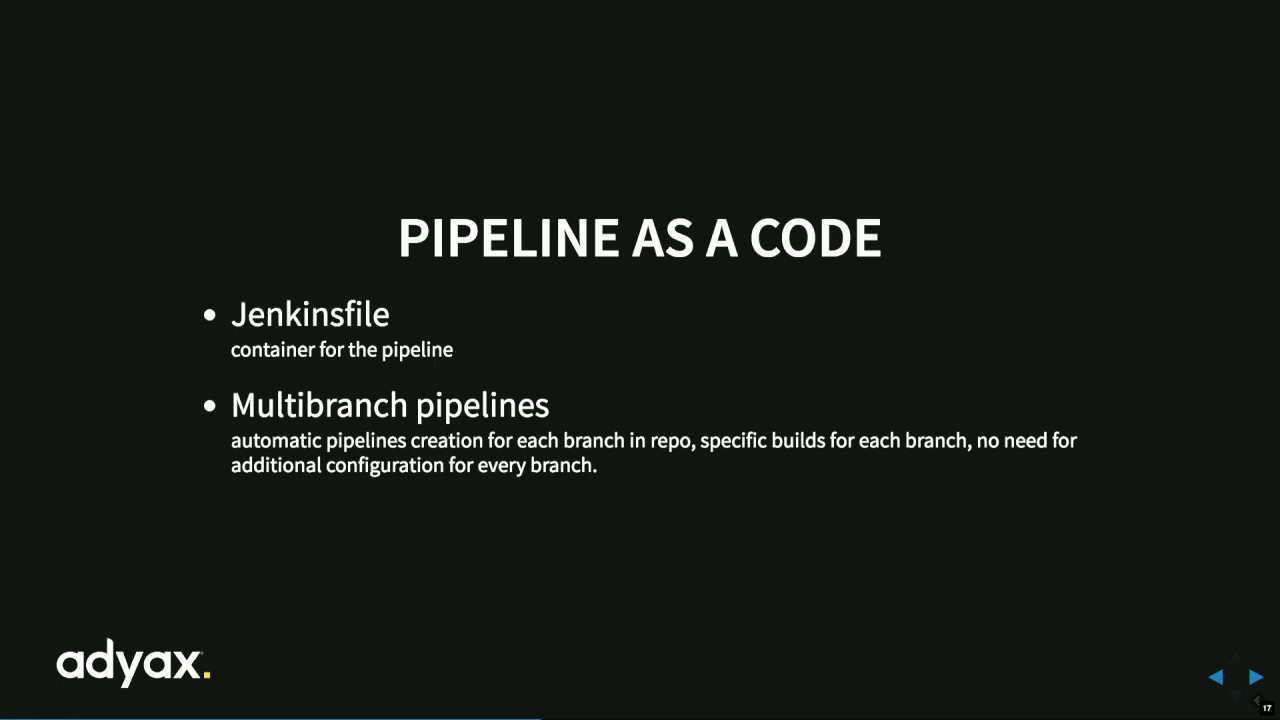 PIPELINE AS A CODE
Jenkinsfile
container for the pipeline
Multibranch pipelines
automatic pipelines creation for each branch in repo, specific builds for each branch, no need for
additional configuration for every branch.
adyax.
17